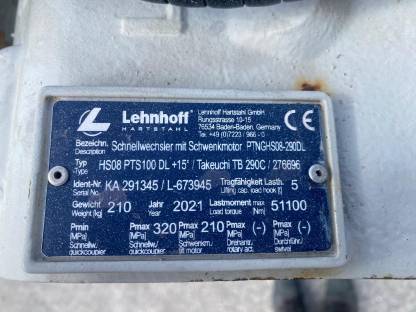 Lehnhoff®
HARTSTAHL
Lehnhoff Hartstahl GmbH
Rungsstrasse 10-15
76534 Baden-Baden, Germany
Tel. +49 (0)7223 / 966 - 0
Bezeichn. Schnellwechsler mit Schwenkmotor PTNGHS08-290DL
Description
Typ HS08 PTS100 DL +15° / Takeuchi TB 290C / 276696
-Type
Ident-Nr KA 291345 / L-673945 Tragfähigkeit Lasth. 5
Serial No. Lifting cap. load hook [t]
Gewicht 210 Jahr 2021 Lastmoment max 51100
Weight [kg] Year Load torque [Nm]
Pmin Pmax 320 Pmax 210 Pmax (-) Pmax (-)
[MPa] [MPa] [MPa] [MPa] [MPa]
Schnellw. Schnellw. Schwenkm. Drehantr. Durchführ.
quickcoupler quickcoupler tilt motor rotary act. swivel